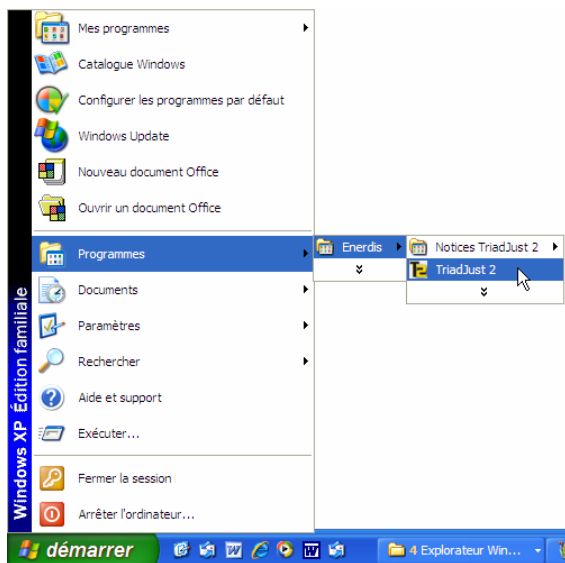 Mes programmes
Catalogue Windows
Configurer les programmes par défaut
Windows Update
Nouveau document Office
Ouvrir un document Office
Programmes
Enerdis
Notices TriadJust 2
TriadJust 2
Documents
Paramètres
Rechercher
Aide et support
Exécuter...
Fermer la session
Arrêter l'ordinateur...
Windows XP Édition familiale
démarrer
4 Explorateur Win...